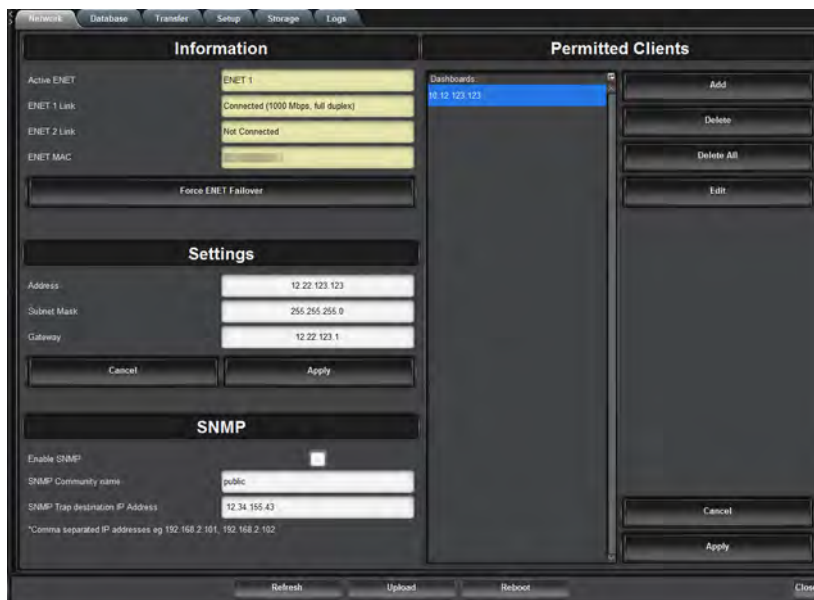 Network Database Transfer Setup Storage Logs
Information
Active ENET ENET 1
ENET 1 Link Connected (1000 Mbps, full duplex)
ENET 2 Link Not Connected
ENET MAC
Force ENET Failover
Settings
Address 12.22.123.123
Subnet Mask 255.255.255.0
Gateway 12.22.123.1
Cancel Apply
SNMP
Enable SNMP
SNMP Community name public
SNMP Trap destination IP Address 12.34.155.43
*Comma separated IP addresses eg 192.168.2.101, 192.168.2.102
Permitted Clients
Dashboards
10.12.123.123
Add
Delete
Delete All
Edit
Cancel
Apply
Refresh Upload Reboot Close